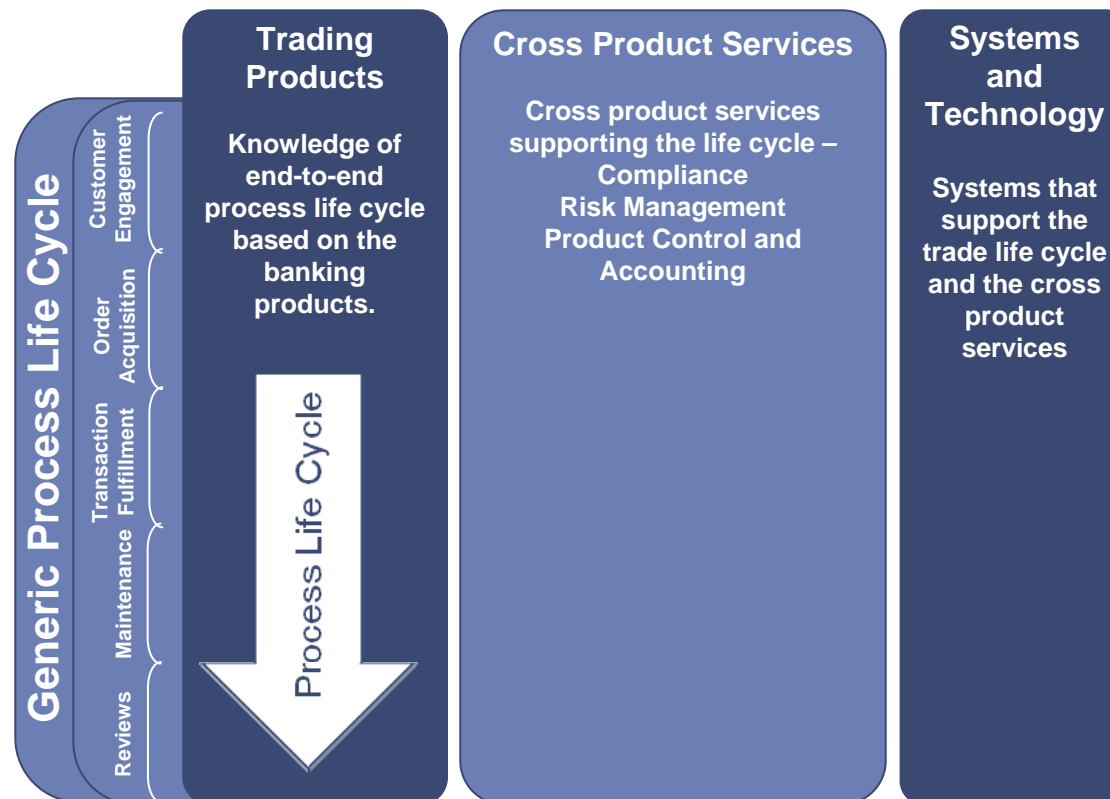 Generic Process Life Cycle
Customer
Engagement
Order
Acquisition
Transaction
Fulfillment
Maintenance
Reviews
Trading
Products
Knowledge of
end-to-end
process life cycle
based on the
banking
products.
Process Life Cycle
Cross Product Services
Cross product services
supporting the life cycle –
Compliance
Risk Management
Product Control and
Accounting
Systems
and
Technology
Systems that
support the
trade life cycle
and the cross
product
services